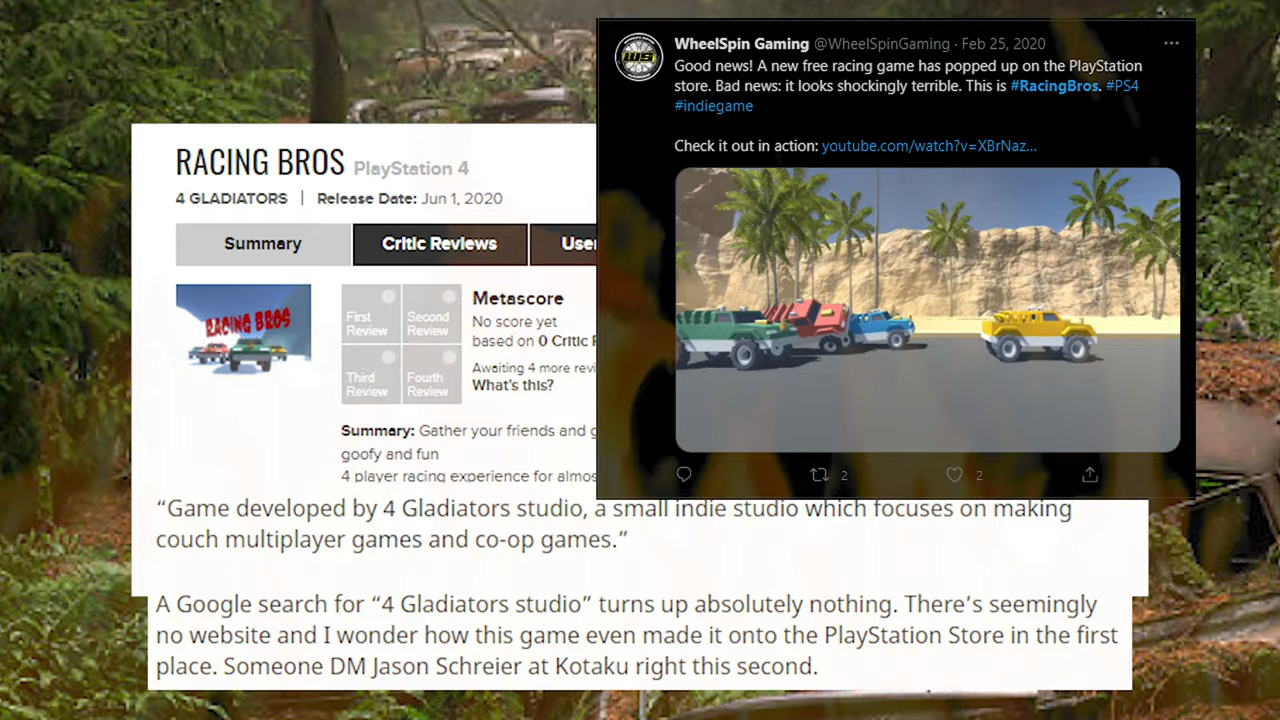 WheelSpin Gaming @WheelSpinGaming · Feb 25, 2020
Good news! A new free racing game has popped up on the PlayStation
store. Bad news: it looks shockingly terrible. This is #RacingBros. #PS4
#indiegame
Check it out in action: youtube.com/watch?v=XBrNaz...
2
2
RACING BROS PlayStation 4
4 GLADIATORS | Release Date: Jun 1, 2020
Summary
Critic Reviews
RACING BROS
First
Review
Second
Review
Third
Review
Fourth
Review
Metascore
No score yet
based on 0 Critic
Awaiting 4 more
What's this?
Summary: Gather your friends and
goofy and fun
4 player racing experience for
“Game developed by 4 Gladiators studio, a small indie studio which focuses on making
couch multiplayer games and co-op games.”
A Google search for “4 Gladiators studio” turns up absolutely nothing. There’s seemingly
no website and I wonder how this game even made it onto the PlayStation Store in the first
place. Someone DM Jason Schreier at Kotaku right this second.